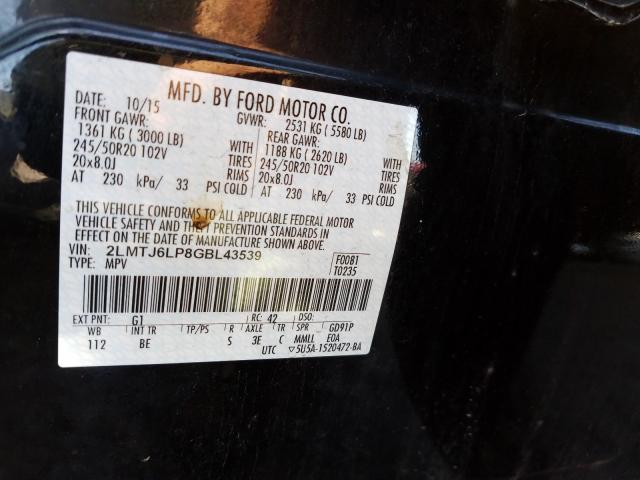 MFD. BY FORD MOTOR CO.
DATE: 10/15 GVWR: 2531 KG ( 5580 LB)
FRONT GAWR: REAR GAWR:
1361 KG ( 3000 LB) WITH 1188 KG ( 2620 LB) WITH
245/50R20 102V TIRES 245/50R20 102V TIRES
20x8.0J RIMS 20x8.0J RIMS
AT 230 kPa/ 33 PSI COLD AT 230 kPa/ 33 PSI COLD
THIS VEHICLE CONFORMS TO ALL APPLICABLE FEDERAL MOTOR
VEHICLE SAFETY AND THEFT PREVENTION STANDARDS IN
EFFECT ON THE DATE OF MANUFACTURE SHOWN ABOVE.
VIN: 2LMTJ6LP8GBL43539 F0081
TYPE: MPV T0235
EXT PNT: G1 RC: 42 DSO:
WB INT TR TP/PS R AXLE TR SPR GD91P
112 BE S 3E C MMLL EOA
UTC ▽5U5A-1520472-BA